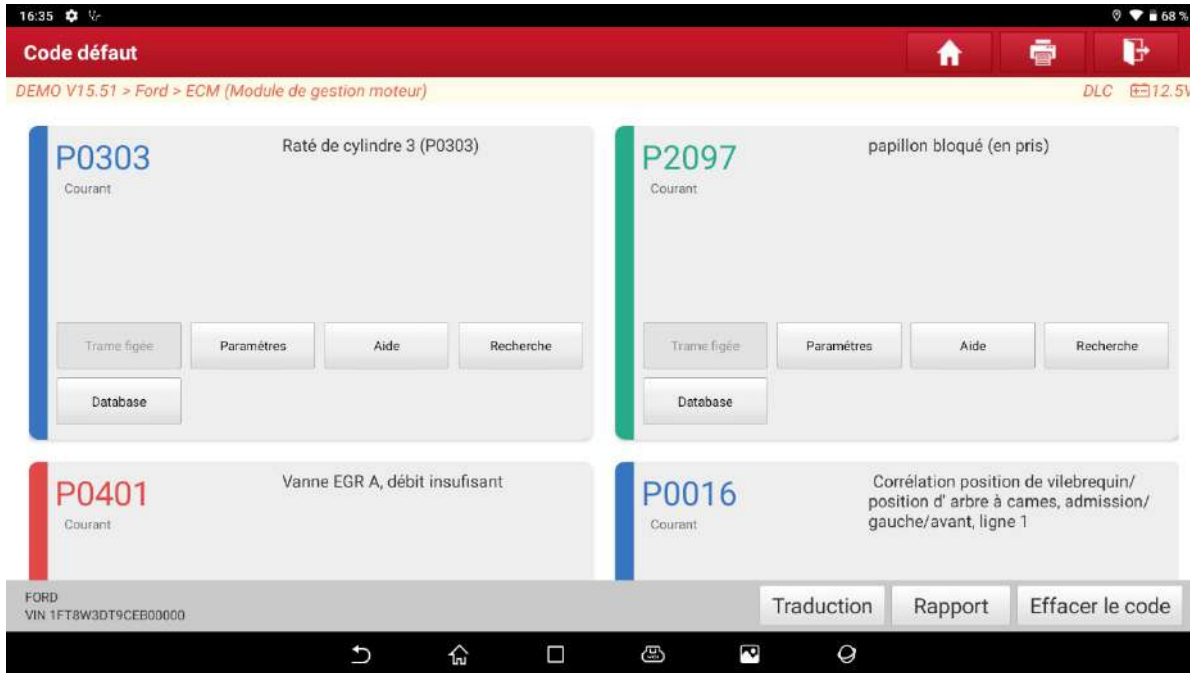 16:35
68 %
Code défaut
DEMO V15.51 > Ford > ECM (Module de gestion moteur)
DLC 12.5V
P0303
Raté de cylindre 3 (P0303)
Courant
Trame figée
Paramètres
Aide
Recherche
Database
P2097
papillon bloqué (en pris)
Courant
Trame figée
Paramètres
Aide
Recherche
Database
P0401
Vanne EGR A, débit insufisant
Courant
P0016
Corrélation position de vilebrequin/
position d' arbre à cames, admission/
gauche/avant, ligne 1
Courant
FORD
VIN 1FT8W3DT9CEB00000
Traduction
Rapport
Effacer le code